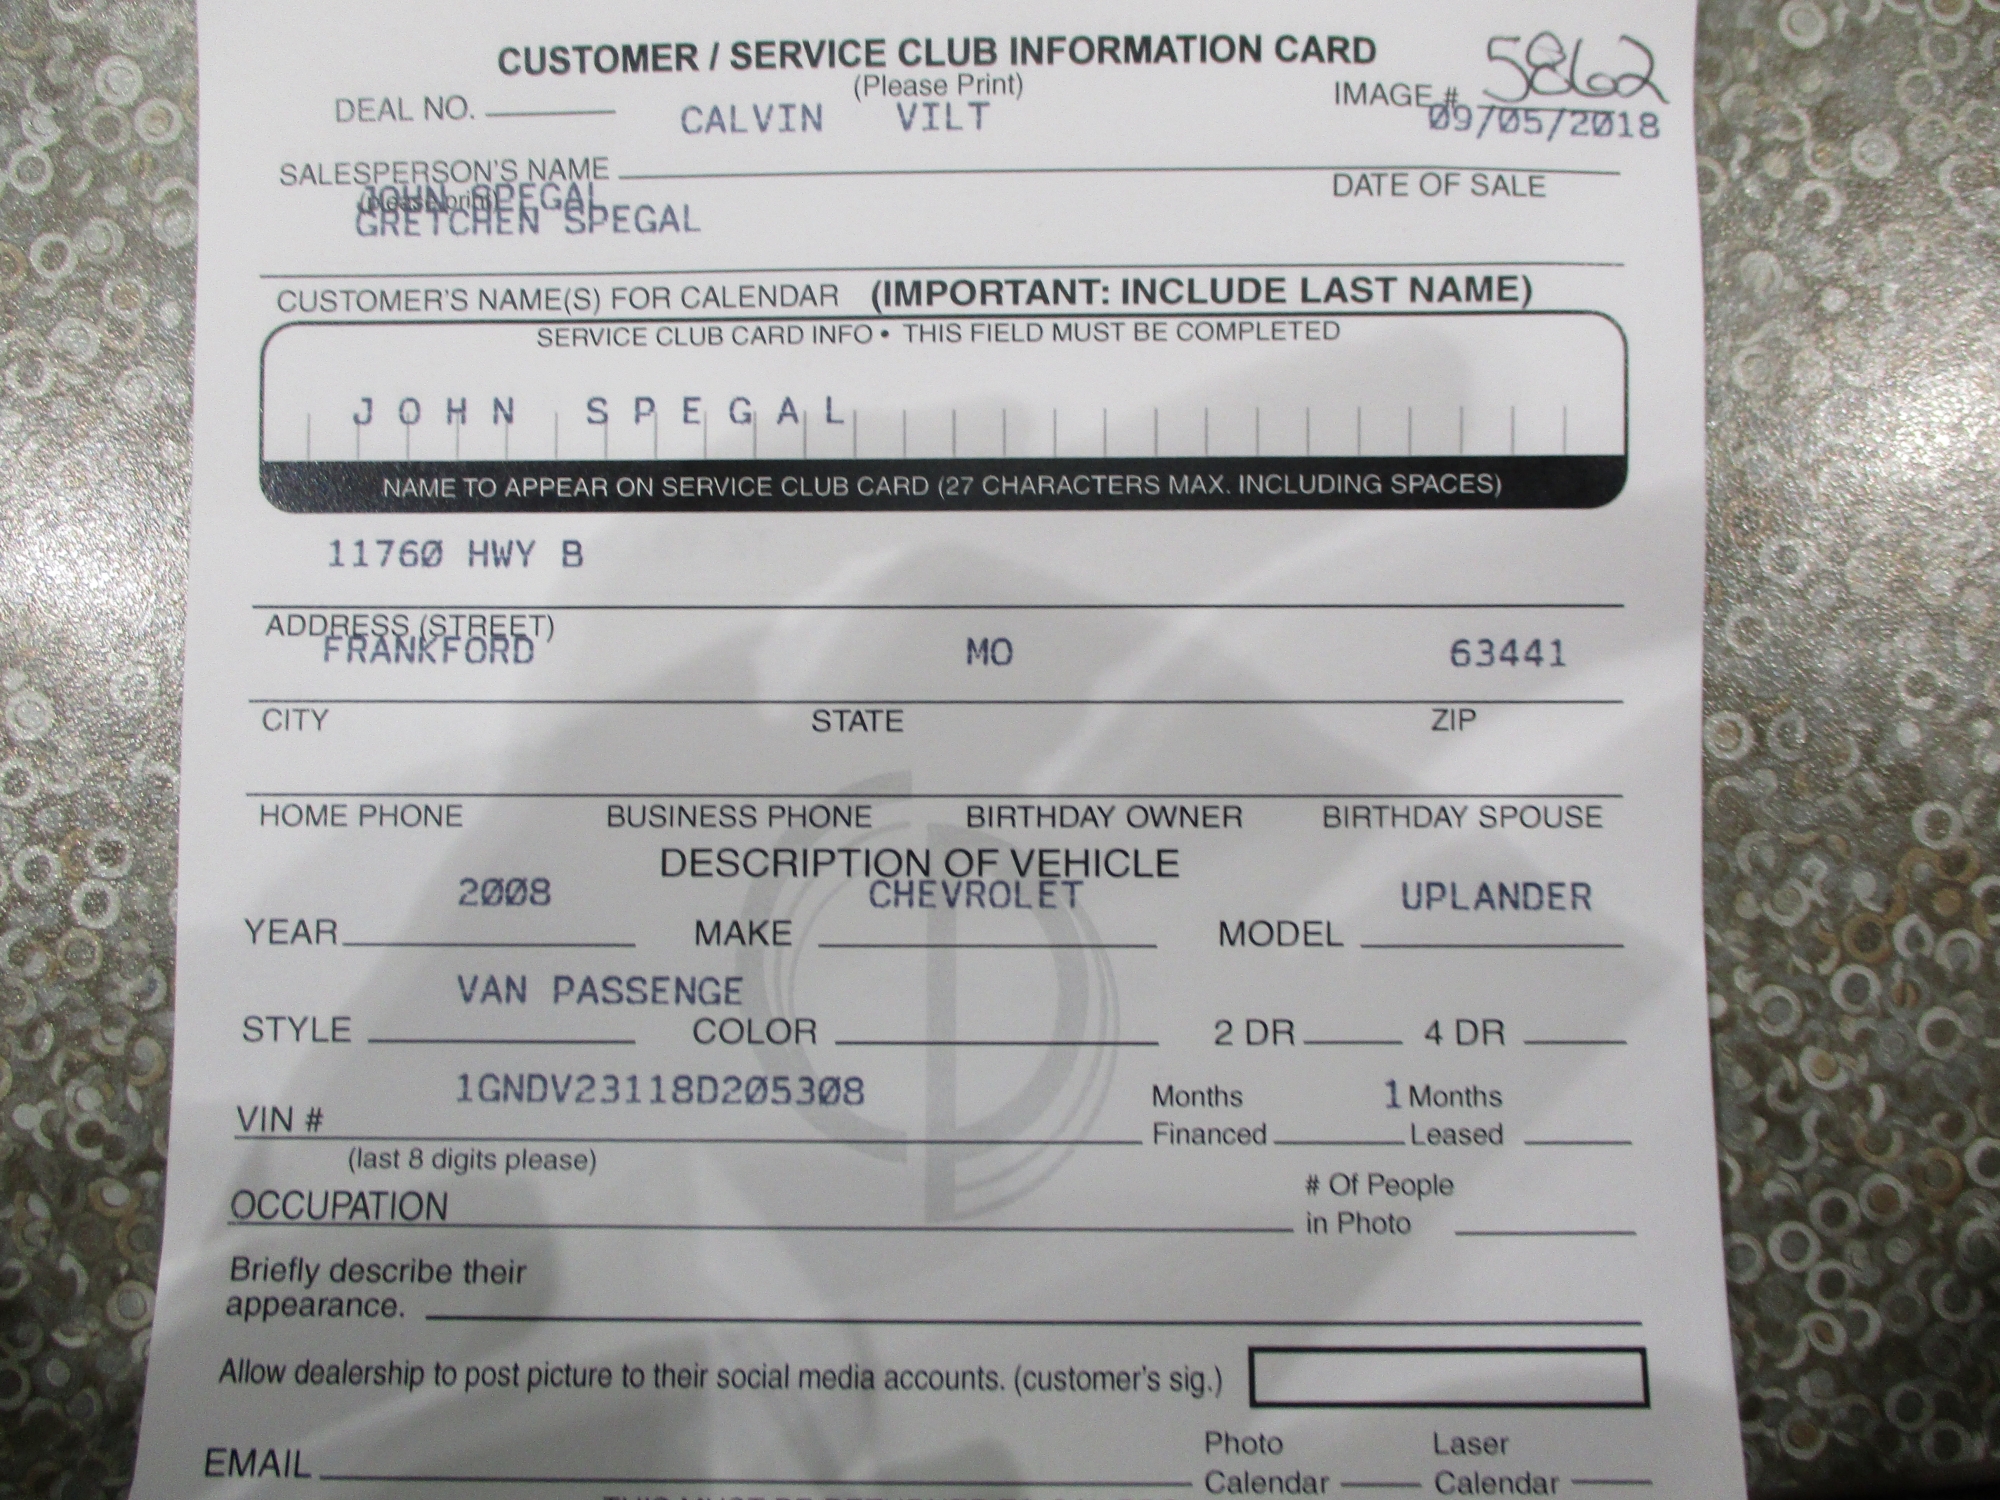 CUSTOMER / SERVICE CLUB INFORMATION CARD
(Please Print)
DEAL NO. CALVIN VILT IMAGE # 5862
09/05/2018
SALESPERSON'S NAME DATE OF SALE
(please print)
JOHN SPEGAL
GRETCHEN SPEGAL
CUSTOMER'S NAME(S) FOR CALENDAR (IMPORTANT: INCLUDE LAST NAME)
SERVICE CLUB CARD INFO • THIS FIELD MUST BE COMPLETED
JOHN SPEGAL
NAME TO APPEAR ON SERVICE CLUB CARD (27 CHARACTERS MAX. INCLUDING SPACES)
11760 HWY B
ADDRESS (STREET)
FRANKFORD MO 63441
CITY STATE ZIP
HOME PHONE BUSINESS PHONE BIRTHDAY OWNER BIRTHDAY SPOUSE
DESCRIPTION OF VEHICLE
2008 CHEVROLET UPLANDER
YEAR MAKE MODEL
VAN PASSENGE
STYLE COLOR 2 DR 4 DR
1GNDV23118D205308 Months 1 Months
VIN # Financed Leased
(last 8 digits please)
# Of People
OCCUPATION in Photo
Briefly describe their
appearance.
Allow dealership to post picture to their social media accounts. (customer's sig.)
Photo Laser
EMAIL Calendar Calendar